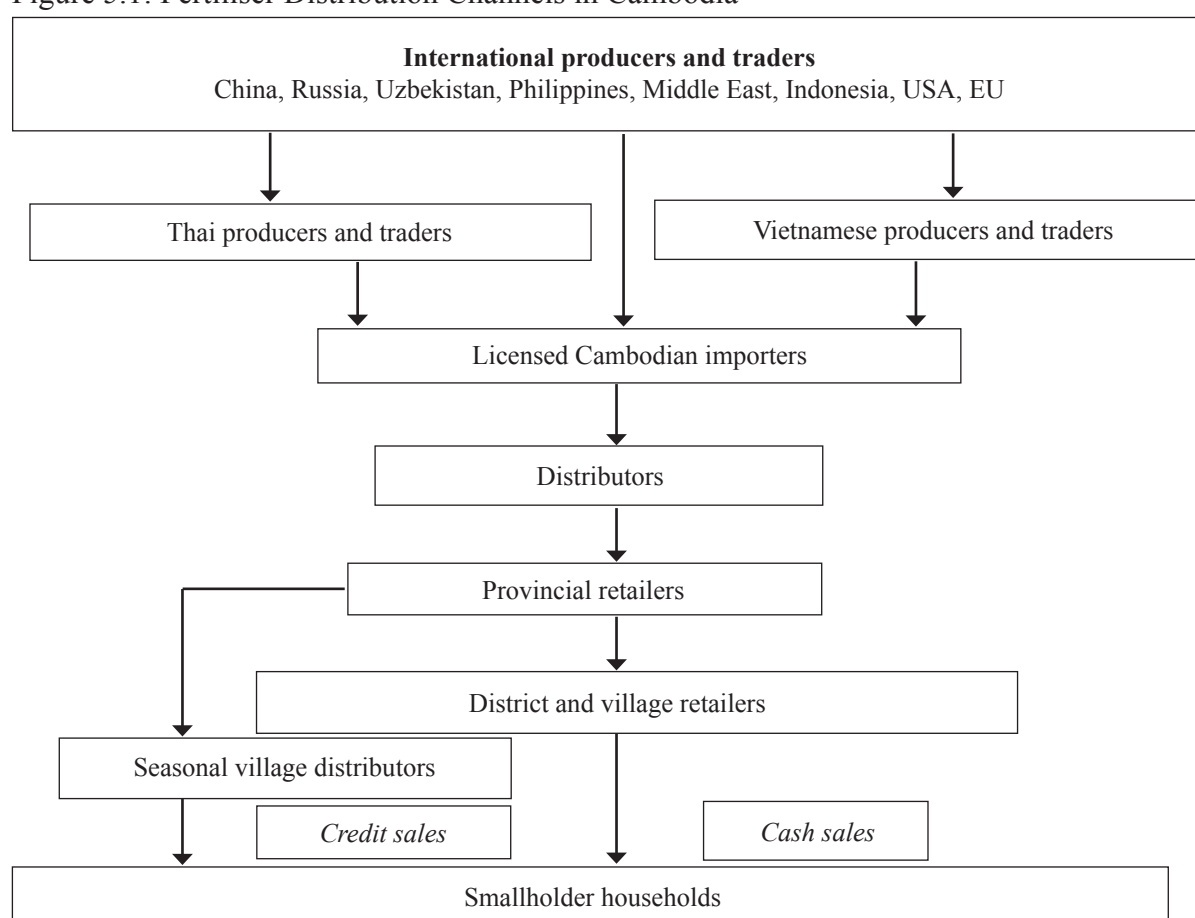 Figure 5.1: Fertiliser Distribution Channels in Cambodia
International producers and traders
China, Russia, Uzbekistan, Philippines, Middle East, Indonesia, USA, EU
Thai producers and traders
Vietnamese producers and traders
Licensed Cambodian importers
Distributors
Provincial retailers
District and village retailers
Seasonal village distributors
Credit sales
Cash sales
Smallholder households